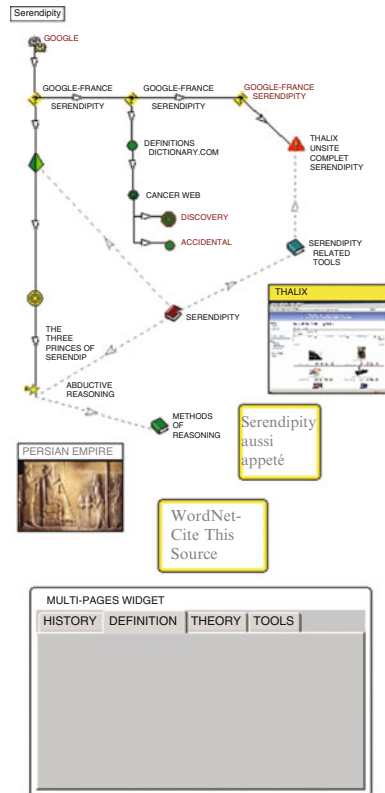 Serendipity
GOOGLE
GOOGLE-FRANCE
SERENDIPITY
GOOGLE-FRANCE
SERENDIPITY
GOOGLE-FRANCE
SERENDIPITY
DEFINITIONS
DICTIONARY.COM
THALIX
UNSITE
COMPLET
SERENDIPITY
CANCER WEB
DISCOVERY
ACCIDENTAL
SERENDIPITY
RELATED
TOOLS
SERENDIPITY
THALIX
THE
THREE
PRINCES OF
SERENDIP
ABDUCTIVE
REASONING
METHODS
OF
REASONING
Serendipity
aussi
appeté
PERSIAN EMPIRE
WordNet-
Cite This
Source
MULTI-PAGES WIDGET
HISTORY DEFINITION THEORY TOOLS